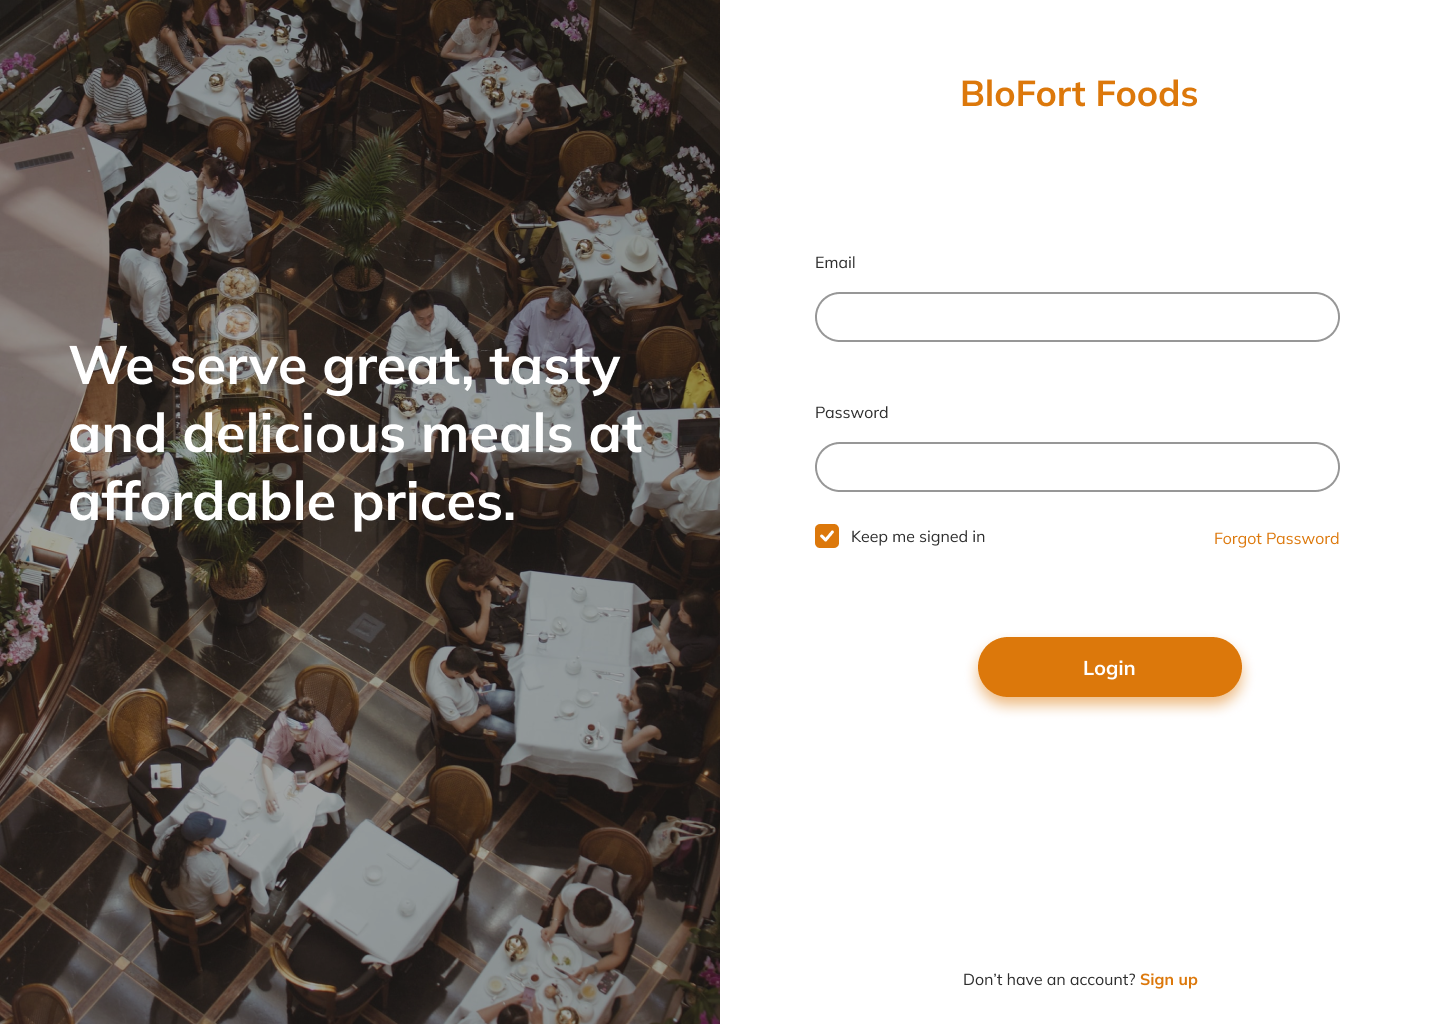 We serve great, tasty
and delicious meals at
affordable prices.
BloFort Foods
Email
Password
Keep me signed in
Forgot Password
Login
Don't have an account? Sign up